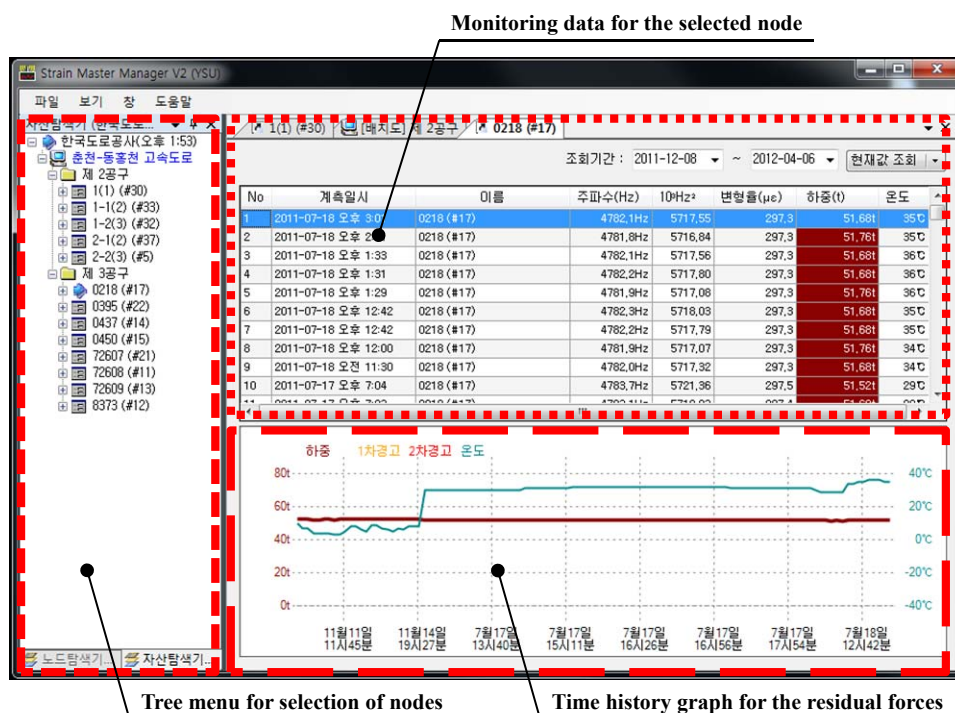 Monitoring data for the selected node
Strain Master Manager V2 (YSU)
파일 보기 창 도움말
자산탐색기 (한국도로...
한국도로공사(오후 1:53)
춘천-동홍천 고속도로
제 2공구
1(1) (#30)
1-1(2) (#33)
1-2(3) (#32)
2-1(2) (#37)
2-2(3) (#5)
제 3공구
0218 (#17)
0395 (#22)
0437 (#14)
0450 (#15)
72607 (#21)
72608 (#11)
72609 (#13)
8373 (#12)
노드탐색기... 자산탐색기...
1(1) (#30) [배치도] 제 2공구 0218 (#17)
조회기간 : 2011-12-08 ~ 2012-04-06 현재값 조회
No 계측일시 이름 주파수(Hz) 10³Hz² 변형율(με) 하중(t) 온도
1 2011-07-18 오후 3:0 0218 (#17) 4782,1Hz 5717,55 297,3 51,68t 35℃
2 2011-07-18 오후 2 0218 (#17) 4781,8Hz 5716,84 297,3 51,76t 35℃
3 2011-07-18 오후 1:33 0218 (#17) 4782,1Hz 5717,56 297,3 51,68t 36℃
4 2011-07-18 오후 1:31 0218 (#17) 4782,2Hz 5717,80 297,3 51,68t 36℃
5 2011-07-18 오후 1:29 0218 (#17) 4781,9Hz 5717,08 297,3 51,76t 36℃
6 2011-07-18 오후 12:42 0218 (#17) 4782,3Hz 5718,03 297,3 51,68t 35℃
7 2011-07-18 오후 12:42 0218 (#17) 4782,2Hz 5717,79 297,3 51,68t 35℃
8 2011-07-18 오후 12:00 0218 (#17) 4781,9Hz 5717,07 297,3 51,76t 34℃
9 2011-07-18 오전 11:30 0218 (#17) 4782,0Hz 5717,32 297,3 51,68t 34℃
10 2011-07-17 오후 7:04 0218 (#17) 4783,7Hz 5721,36 297,5 51,52t 29℃
하중 1차경고 2차경고 온도
80t 40℃
60t 20℃
40t 0℃
20t -20℃
0t -40℃
11월11일 11월14일 7월17일 7월17일 7월17일 7월17일 7월17일 7월18일
11시45분 19시27분 13시40분 15시11분 16시26분 16시56분 17시54분 12시42분
Tree menu for selection of nodes
Time history graph for the residual forces